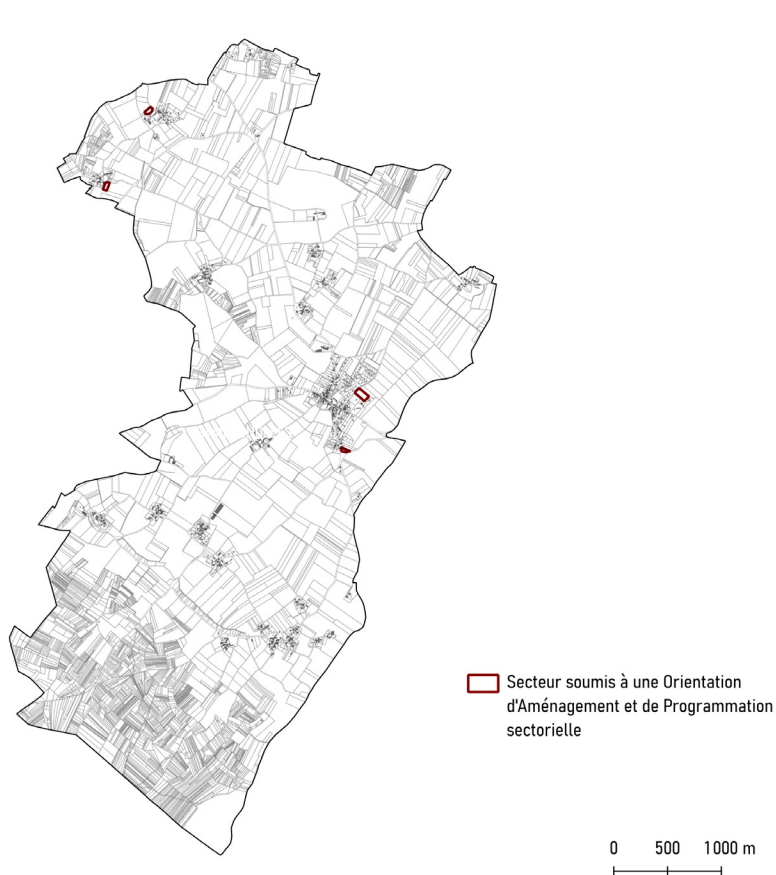 Secteur soumis à une Orientation
d'Aménagement et de Programmation
sectorielle
0 500 1000 m